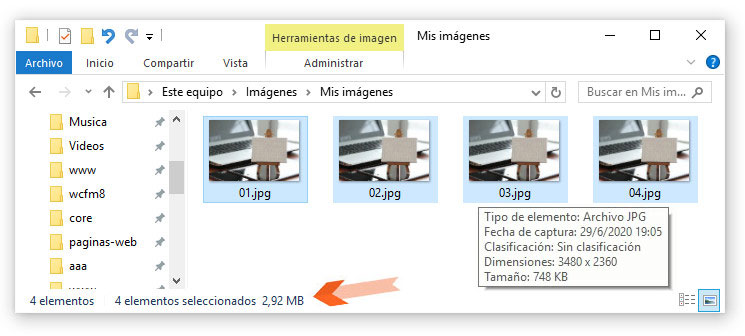 Herramientas de imagen
Mis imágenes
Archivo
Inicio
Compartir
Vista
Administrar
Este equipo
Imágenes
Mis imágenes
Buscar en Mis im...
Musica
Videos
www
wcfm8
core
paginas-web
aaa
01.jpg
02.jpg
03.jpg
04.jpg
Tipo de elemento: Archivo JPG
Fecha de captura: 29/6/2020 19:05
Clasificación: Sin clasificación
Dimensiones: 3480 x 2360
Tamaño: 748 KB
4 elementos
4 elementos seleccionados 2,92 MB